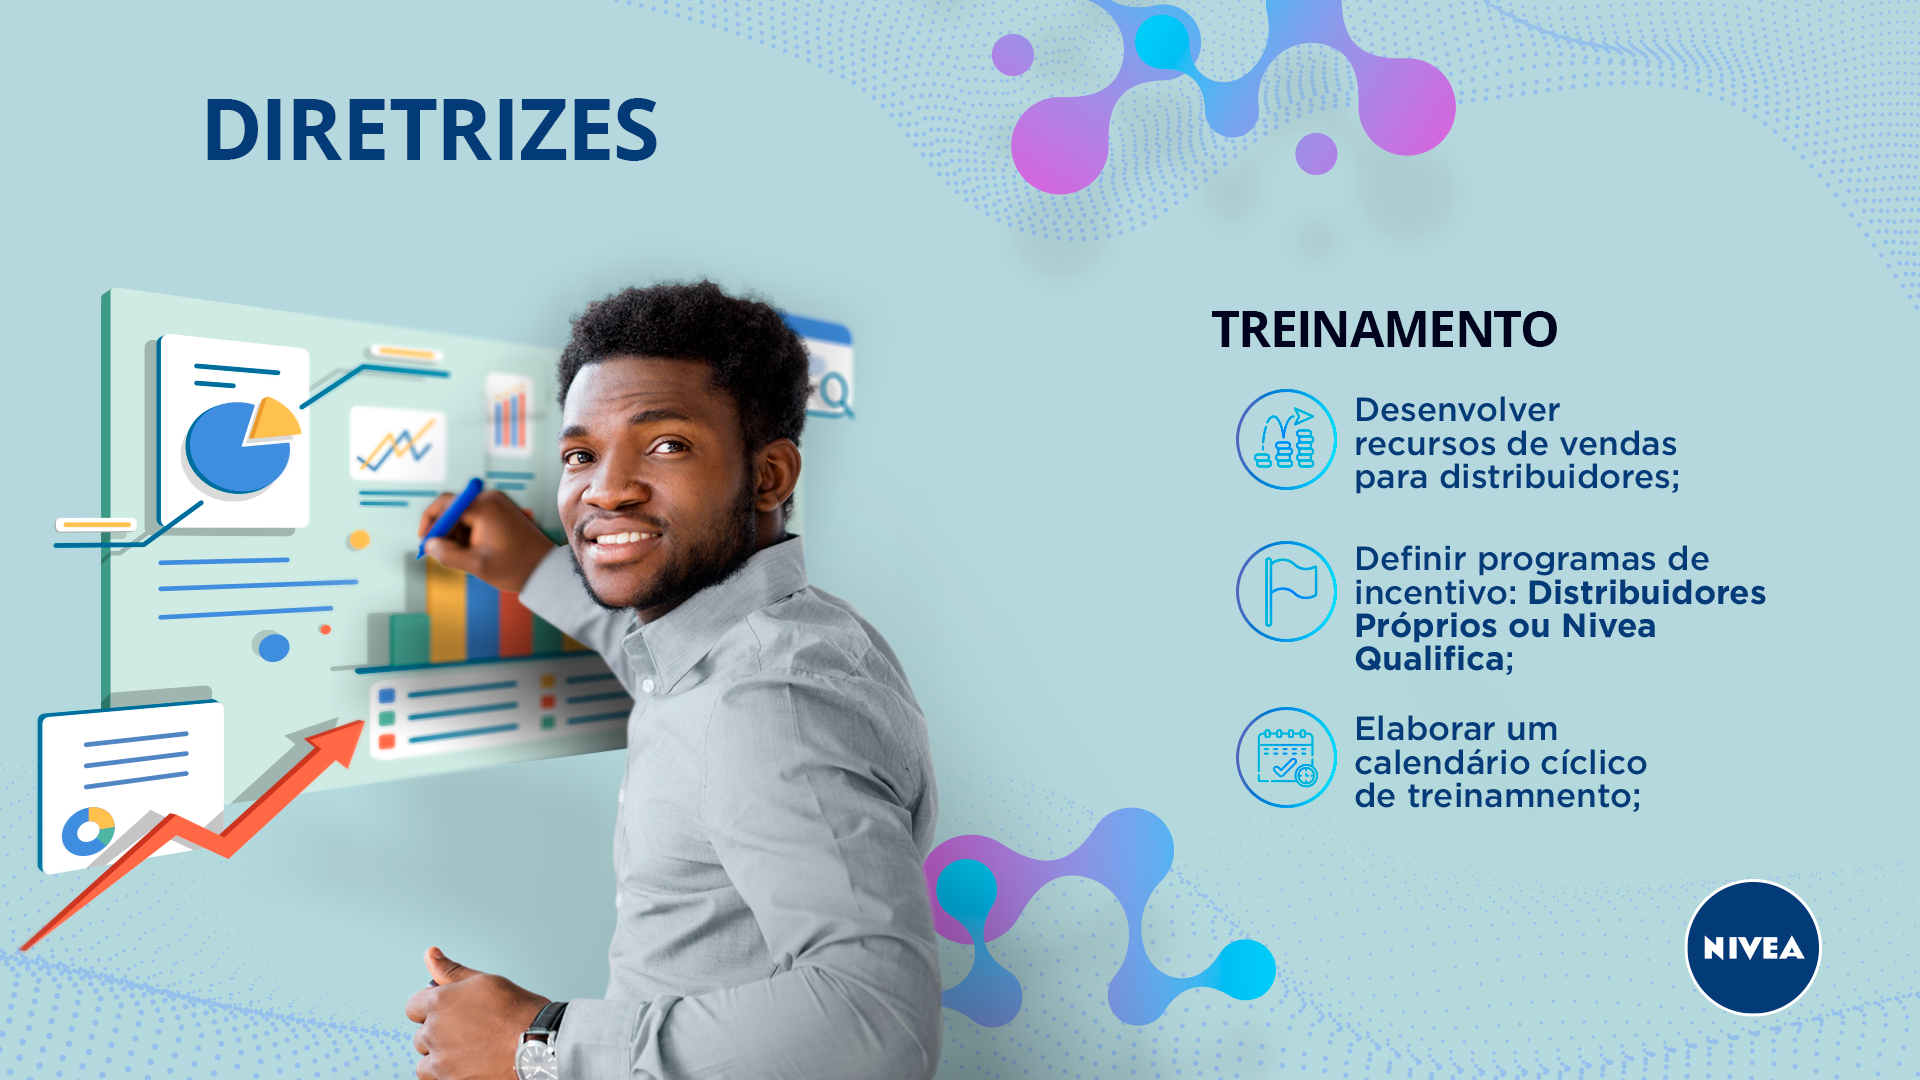 DIRETRIZES
TREINAMENTO
Desenvolver
recursos de vendas
para distribuidores;
Definir programas de
incentivo: Distribuidores
Próprios ou Nivea
Qualifica;
Elaborar um
calendário cíclico
de treinamnento;
NIVEA